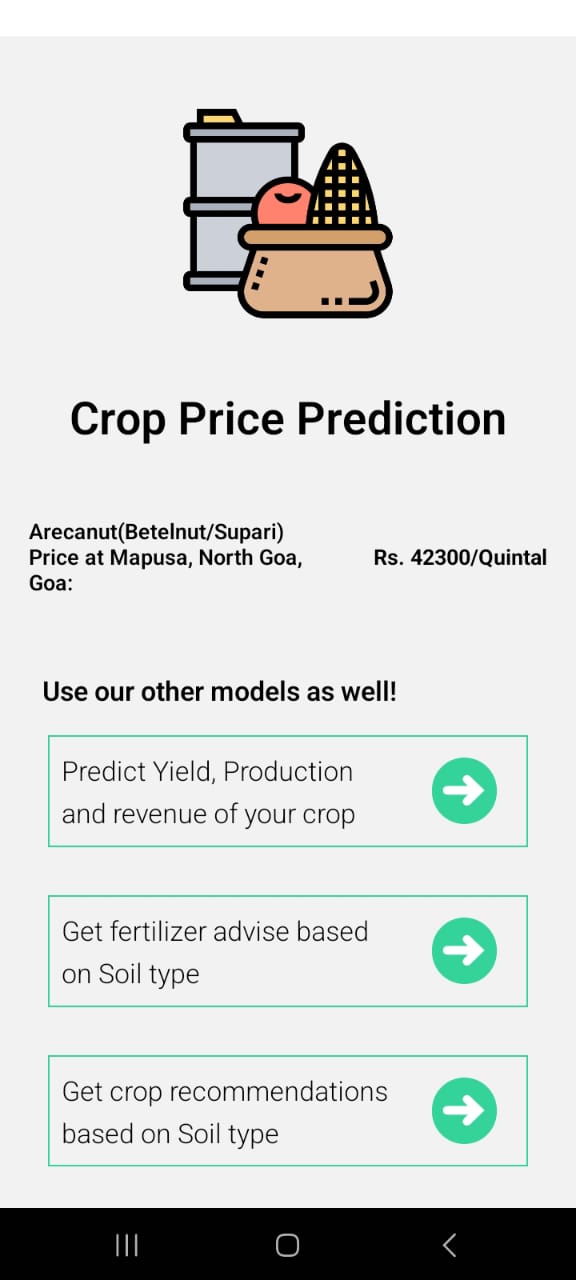 Crop Price Prediction
Arecanut(Betelnut/Supari)
Price at Mapusa, North Goa,
Goa:
Rs. 42300/Quintal
Use our other models as well!
Predict Yield, Production
and revenue of your crop
Get fertilizer advise based
on Soil type
Get crop recommendations
based on Soil type